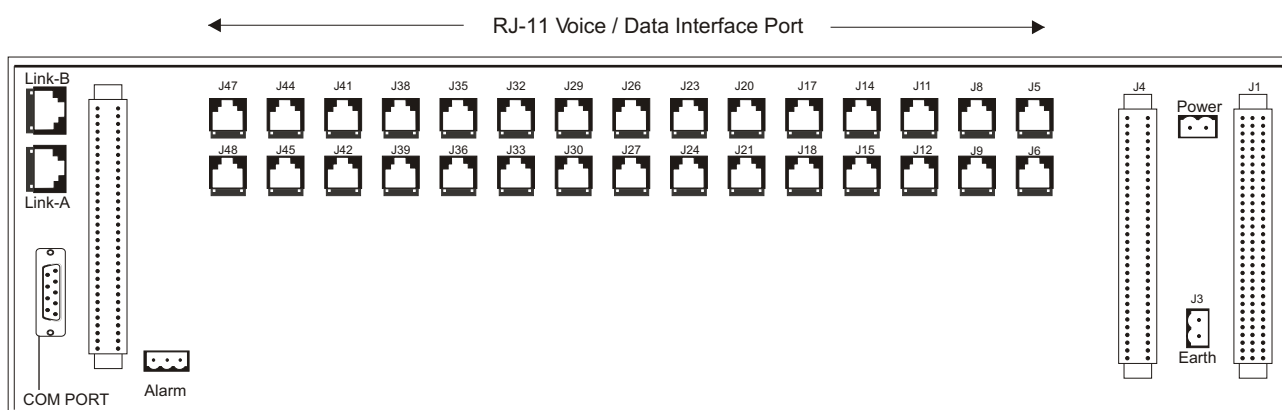 RJ-11 Voice / Data Interface Port
Link-B
J47 J44 J41 J38 J35 J32 J29 J26 J23 J20 J17 J14 J11 J8 J5 J4 J1
Power
J48 J45 J42 J39 J36 J33 J30 J27 J24 J21 J18 J15 J12 J9 J6
Link-A
J3
Earth
Alarm
COM PORT